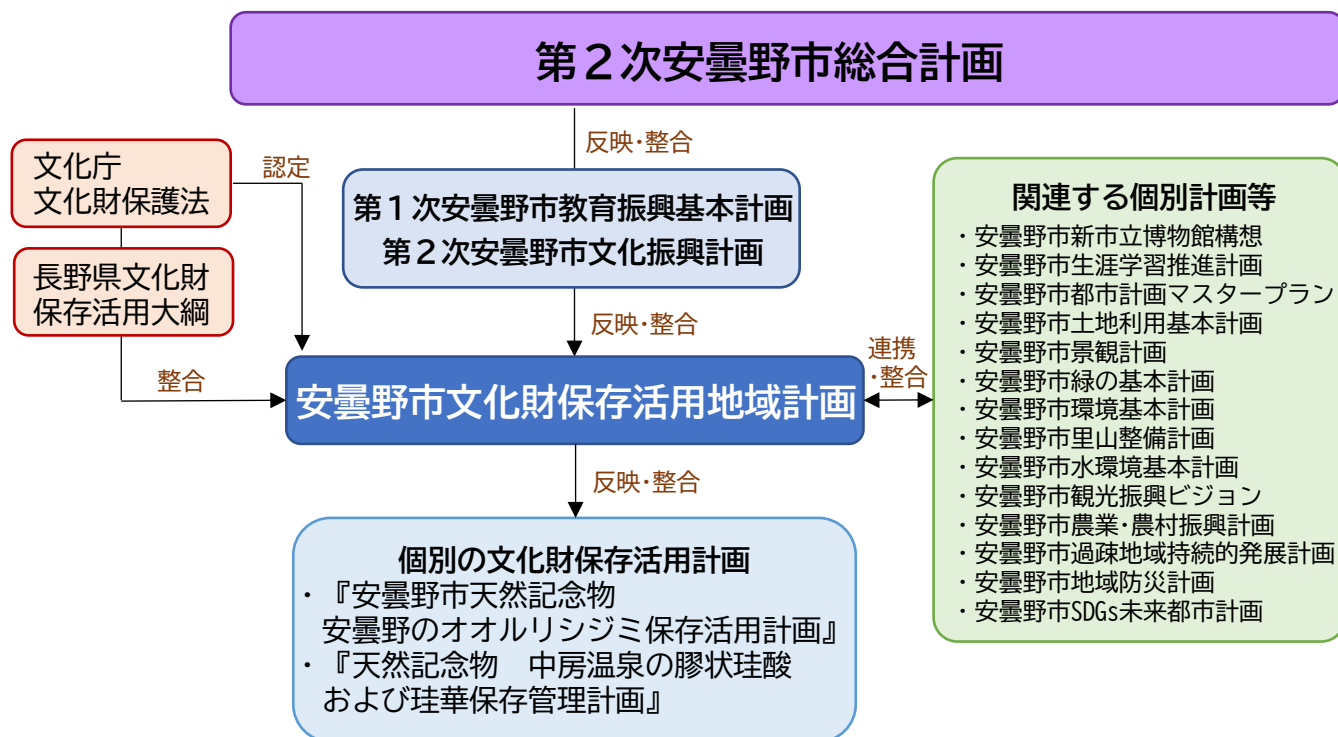 第２次安曇野市総合計画
反映・整合
文化庁
文化財保護法
認定
長野県文化財
保存活用大綱
整合
第１次安曇野市教育振興基本計画
第２次安曇野市文化振興計画
反映・整合
安曇野市文化財保存活用地域計画
連携
・整合
関連する個別計画等
・安曇野市新市立博物館構想
・安曇野市生涯学習推進計画
・安曇野市都市計画マスタープラン
・安曇野市土地利用基本計画
・安曇野市景観計画
・安曇野市緑の基本計画
・安曇野市環境基本計画
・安曇野市里山整備計画
・安曇野市水環境基本計画
・安曇野市観光振興ビジョン
・安曇野市農業・農村振興計画
・安曇野市過疎地域持続的発展計画
・安曇野市地域防災計画
・安曇野市SDGs未来都市計画
反映・整合
個別の文化財保存活用計画
・『安曇野市天然記念物
安曇野のオオルリシジミ保存活用計画』
・『天然記念物　中房温泉の膠状珪酸
および珪華保存管理計画』